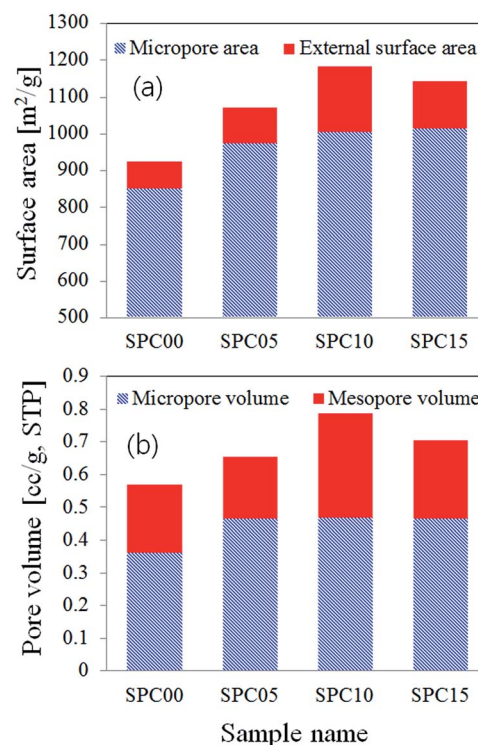 1300
1200
1100
1000
900
800
700
600
500
Surface area [m²/g]
Micropore area External surface area
(a)
SPC00 SPC05 SPC10 SPC15
0.9
0.8
0.7
0.6
0.5
0.4
0.3
0.2
0.1
0
Pore volume [cc/g, STP]
Micropore volume Mesopore volume
(b)
SPC00 SPC05 SPC10 SPC15
Sample name